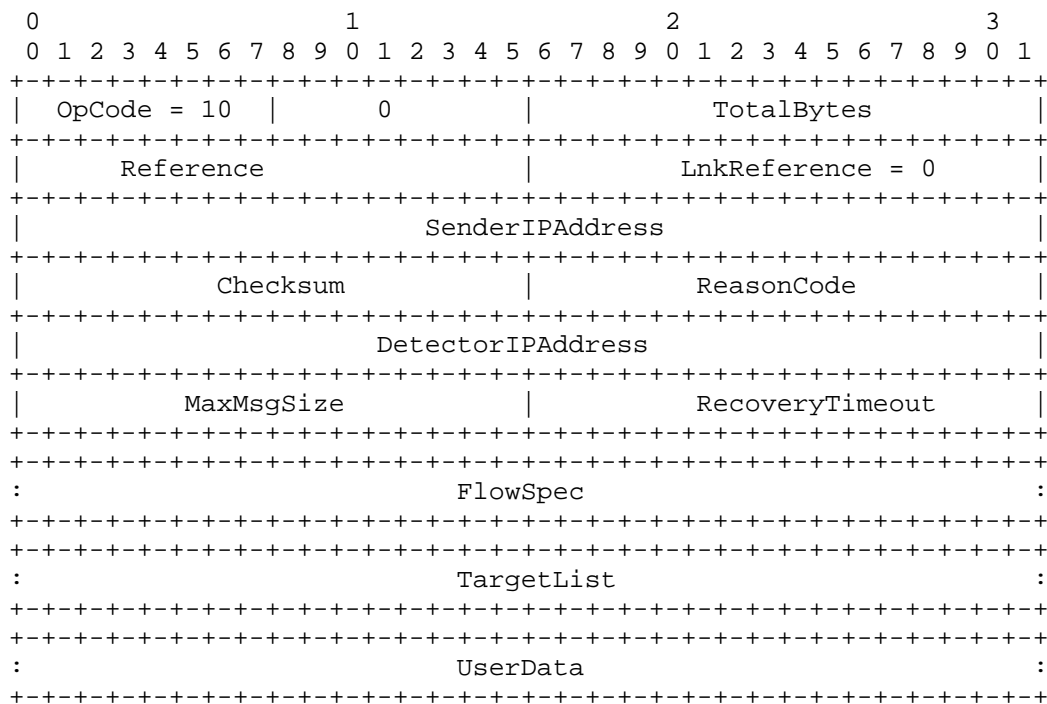 0                   1                   2                   3
 0 1 2 3 4 5 6 7 8 9 0 1 2 3 4 5 6 7 8 9 0 1 2 3 4 5 6 7 8 9 0 1
+-+-+-+-+-+-+-+-+-+-+-+-+-+-+-+-+-+-+-+-+-+-+-+-+-+-+-+-+-+-+-+-+
|  OpCode = 10  |      0        |           TotalBytes          |
+-+-+-+-+-+-+-+-+-+-+-+-+-+-+-+-+-+-+-+-+-+-+-+-+-+-+-+-+-+-+-+-+
|      Reference                |         LnkReference = 0      |
+-+-+-+-+-+-+-+-+-+-+-+-+-+-+-+-+-+-+-+-+-+-+-+-+-+-+-+-+-+-+-+-+
|                         SenderIPAddress                       |
+-+-+-+-+-+-+-+-+-+-+-+-+-+-+-+-+-+-+-+-+-+-+-+-+-+-+-+-+-+-+-+-+
|            Checksum           |          ReasonCode           |
+-+-+-+-+-+-+-+-+-+-+-+-+-+-+-+-+-+-+-+-+-+-+-+-+-+-+-+-+-+-+-+-+
|                      DetectorIPAddress                        |
+-+-+-+-+-+-+-+-+-+-+-+-+-+-+-+-+-+-+-+-+-+-+-+-+-+-+-+-+-+-+-+-+
|          MaxMsgSize           |          RecoveryTimeout      |
+-+-+-+-+-+-+-+-+-+-+-+-+-+-+-+-+-+-+-+-+-+-+-+-+-+-+-+-+-+-+-+-+
+-+-+-+-+-+-+-+-+-+-+-+-+-+-+-+-+-+-+-+-+-+-+-+-+-+-+-+-+-+-+-+-+
:                           FlowSpec                            :
+-+-+-+-+-+-+-+-+-+-+-+-+-+-+-+-+-+-+-+-+-+-+-+-+-+-+-+-+-+-+-+-+
+-+-+-+-+-+-+-+-+-+-+-+-+-+-+-+-+-+-+-+-+-+-+-+-+-+-+-+-+-+-+-+-+
:                           TargetList                          :
+-+-+-+-+-+-+-+-+-+-+-+-+-+-+-+-+-+-+-+-+-+-+-+-+-+-+-+-+-+-+-+-+
+-+-+-+-+-+-+-+-+-+-+-+-+-+-+-+-+-+-+-+-+-+-+-+-+-+-+-+-+-+-+-+-+
:                           UserData                            :
+-+-+-+-+-+-+-+-+-+-+-+-+-+-+-+-+-+-+-+-+-+-+-+-+-+-+-+-+-+-+-+-+